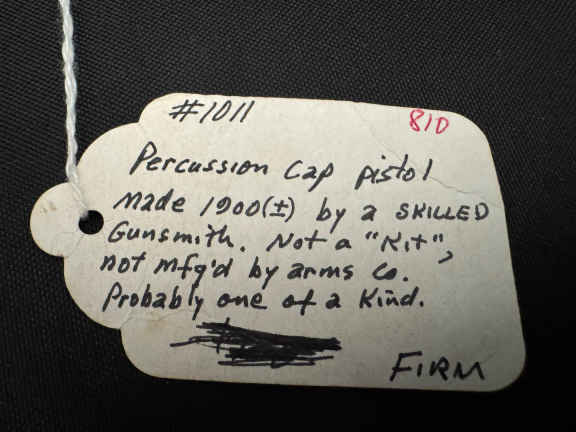 #1011
810
Percussion Cap pistol
made 1900(±) by a SKILLED
Gunsmith. Not a "Kit",
not mfg'd by arms Co.
Probably one of a Kind.
FIRM